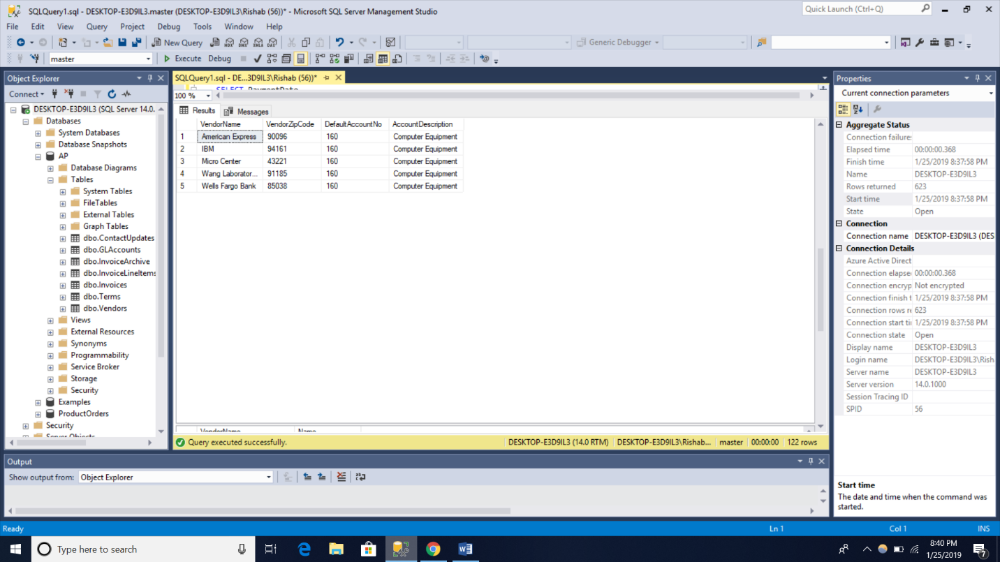 SQLQuery1.sql - DESKTOP-E3D9IL3.master (DESKTOP-E3D9IL3\Rishab (56))* - Microsoft SQL Server Management Studio
Quick Launch (Ctrl+Q)
File Edit View Query Project Debug Tools Window Help
New Query
MDX DMX XMLA DAX
Generic Debugger
master
Execute Debug
Object Explorer
Connect
DESKTOP-E3D9IL3 (SQL Server 14.0.
Databases
System Databases
Database Snapshots
AP
Database Diagrams
Tables
System Tables
FileTables
External Tables
Graph Tables
dbo.ContactUpdates
dbo.GLAccounts
dbo.InvoiceArchive
dbo.InvoiceLineItems
dbo.Invoices
dbo.Terms
dbo.Vendors
Views
External Resources
Synonyms
Programmability
Service Broker
Storage
Security
Examples
ProductOrders
Security
Server Objects
SQLQuery1.sql - DE...3D9IL3\Rishab (56))*
SELECT PaymentDate
100 %
Results Messages
VendorName VendorZipCode DefaultAccountNo AccountDescription
1 American Express 90096 160 Computer Equipment
2 IBM 94161 160 Computer Equipment
3 Micro Center 43221 160 Computer Equipment
4 Wang Laborator... 91185 160 Computer Equipment
5 Wells Fargo Bank 85038 160 Computer Equipment
VendorName Name
Query executed successfully.
DESKTOP-E3D9IL3 (14.0 RTM) DESKTOP-E3D9IL3\Rishab... master 00:00:00 122 rows
Properties
Current connection parameters
Aggregate Status
Connection failures
Elapsed time 00:00:00.368
Finish time 1/25/2019 8:37:58 PM
Name DESKTOP-E3D9IL3
Rows returned 623
Start time 1/25/2019 8:37:58 PM
State Open
Connection
Connection name DESKTOP-E3D9IL3 (DES
Connection Details
Azure Active Direct
Connection elapse 00:00:00.368
Connection encryp Not encrypted
Connection finish t 1/25/2019 8:37:58 PM
Connection rows re 623
Connection start ti 1/25/2019 8:37:58 PM
Connection state Open
Display name DESKTOP-E3D9IL3
Login name DESKTOP-E3D9IL3\Rish
Server name DESKTOP-E3D9IL3
Server version 14.0.1000
Session Tracing ID
SPID 56
Start time
The date and time when the command was
started.
Output
Show output from: Object Explorer
Ready
Ln 1 Col 1 INS
Type here to search
8:40 PM
1/25/2019
7